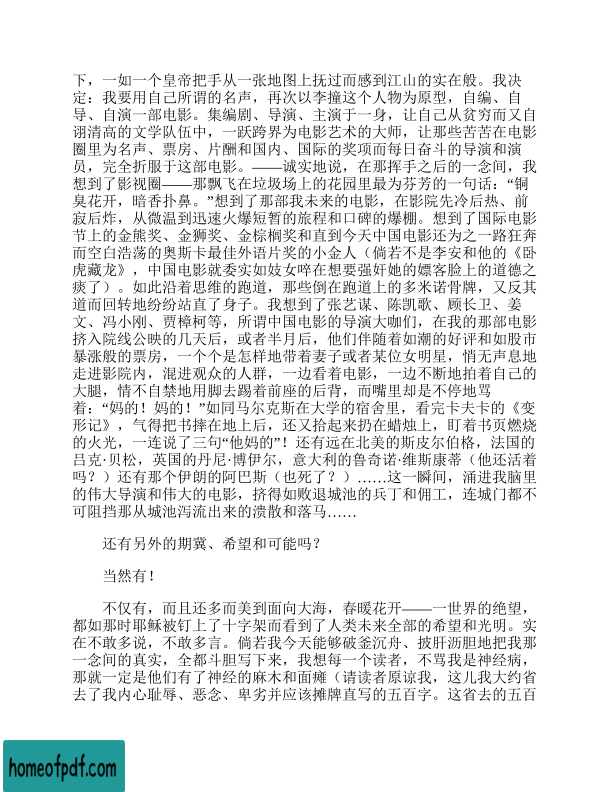 下，一如一个皇帝把手从一张地图上抚过而感到江山的实在般。我决
定：我要用自己所谓的名声，再次以李撞这个人物为原型，自编、自
导、自演一部电影。集编剧、导演、主演于一身，让自己从贫穷而又自
诩清高的文学队伍中，一跃跨界为电影艺术的大师，让那些苦苦在电影
圈里为名声、票房、片酬和国内、国际的奖项而每日奋斗的导演和演
员，完全折服于这部电影。——诚实地说，在那挥手之后的一念间，我
想到了影视圈——那飘飞在垃圾场上的花园里最为芬芳的一句话：“铜
臭花开，暗香扑鼻。”想到了那部我未来的电影，在影院先冷后热、前
寂后炸，从微温到迅速火爆短暂的旅程和口碑的爆棚。想到了国际电影
节上的金熊奖、金狮奖、金棕榈奖和直到今天中国电影还为之一路狂奔
而空白浩荡的奥斯卡最佳外语片奖的小金人（倘若不是李安和他的《卧
虎藏龙》，中国电影就委实如妓女啐在想要强奸她的嫖客脸上的道德之
痰了）。如此沿着思维的跑道，那些倒在跑道上的多米诺骨牌，又反其
道而回转地纷纷站直了身子。我想到了张艺谋、陈凯歌、顾长卫、姜
文、冯小刚、贾樟柯等，所谓中国电影的导演大咖们，在我的那部电影
挤入院线公映的几天后，或者半月后，他们伴随着如潮的好评和如股市
暴涨般的票房，一个个是怎样地带着妻子或者某位女明星，悄无声息地
走进影院内，混进观众的人群，一边看着电影，一边不断地拍着自己的
大腿，情不自禁地用脚去踢着前座的后背，而嘴里却是不停地骂
着：“妈的！妈的！”如同马尔克斯在大学的宿舍里，看完卡夫卡的《变
形记》，气得把书摔在地上后，还又拾起来扔在蜡烛上，盯着书页燃烧
的火光，一连说了三句“他妈的”！还有远在北美的斯皮尔伯格，法国的
吕克·贝松，英国的丹尼·博伊尔，意大利的鲁奇诺·维斯康蒂（他还活着
吗？）还有那个伊朗的阿巴斯（也死了？）……这一瞬间，涌进我脑里
的伟大导演和伟大的电影，挤得如败退城池的兵丁和佣工，连城门都不
可阻挡那从城池泻流出来的溃散和落马……
还有另外的期冀、希望和可能吗？
当然有！
不仅有，而且还多而美到面向大海，春暖花开——一世界的绝望，
都如那时耶稣被钉上了十字架而看到了人类未来全部的希望和光明。实
在不敢多说，不敢多言。倘若我今天能够破釜沉舟、披肝沥胆地把我那
一念间的真实，全都斗胆写下来，我想每一个读者，不骂我是神经病，
那就一定是他们有了神经的麻木和面瘫（请读者原谅我，这儿我大约省
去了我内心耻辱、恶念、卑劣并应该摊牌直写的五百字。这省去的五百
homeofpdf.com